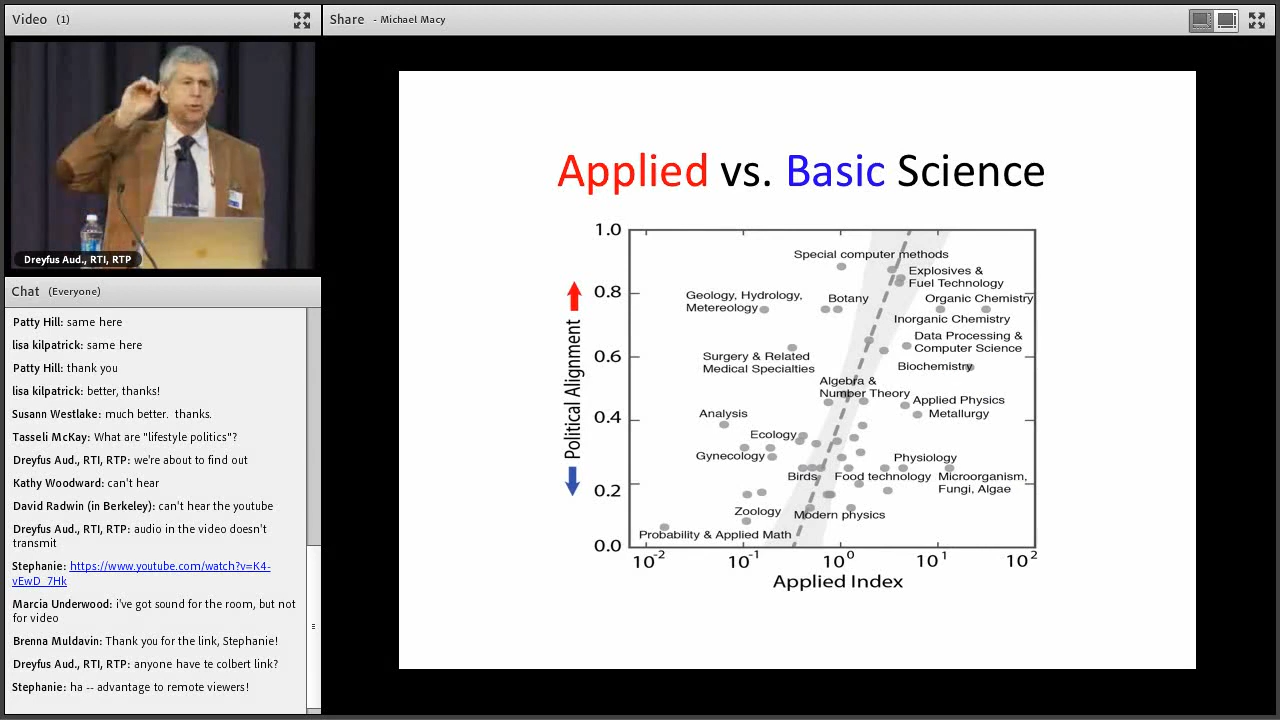 Video (1)
Share - Michael Macy
Dreyfus Aud., RTI, RTP
Chat (Everyone)
Patty Hill: same here
lisa kilpatrick: same here
Patty Hill: thank you
lisa kilpatrick: better, thanks!
Susann Westlake: much better. thanks.
Tasseli McKay: What are "lifestyle politics"?
Dreyfus Aud., RTI, RTP: we're about to find out
Kathy Woodward: can't hear
David Radwin (in Berkeley): can't hear the youtube
Dreyfus Aud., RTI, RTP: audio in the video doesn't
transmit
Stephanie: https://www.youtube.com/watch?v=K4-
vEwD_7Hk
Marcia Underwood: i've got sound for the room, but not
for video
Brenna Muldavin: Thank you for the link, Stephanie!
Dreyfus Aud., RTI, RTP: anyone have te colbert link?
Stephanie: ha -- advantage to remote viewers!
Applied vs. Basic Science
Political Alignment
1.0
0.8
0.6
0.4
0.2
0.0
Special computer methods
Explosives &
Fuel Technology
Geology, Hydrology,
Metereology
Botany
Organic Chemistry
Inorganic Chemistry
Data Processing &
Computer Science
Surgery & Related
Medical Specialties
Biochemistry
Algebra &
Number Theory
Applied Physics
Metallurgy
Analysis
Ecology
Gynecology
Physiology
Birds
Food technology
Microorganism,
Fungi, Algae
Zoology
Modern physics
Probability & Applied Math
10-2
10-1
100
101
102
Applied Index